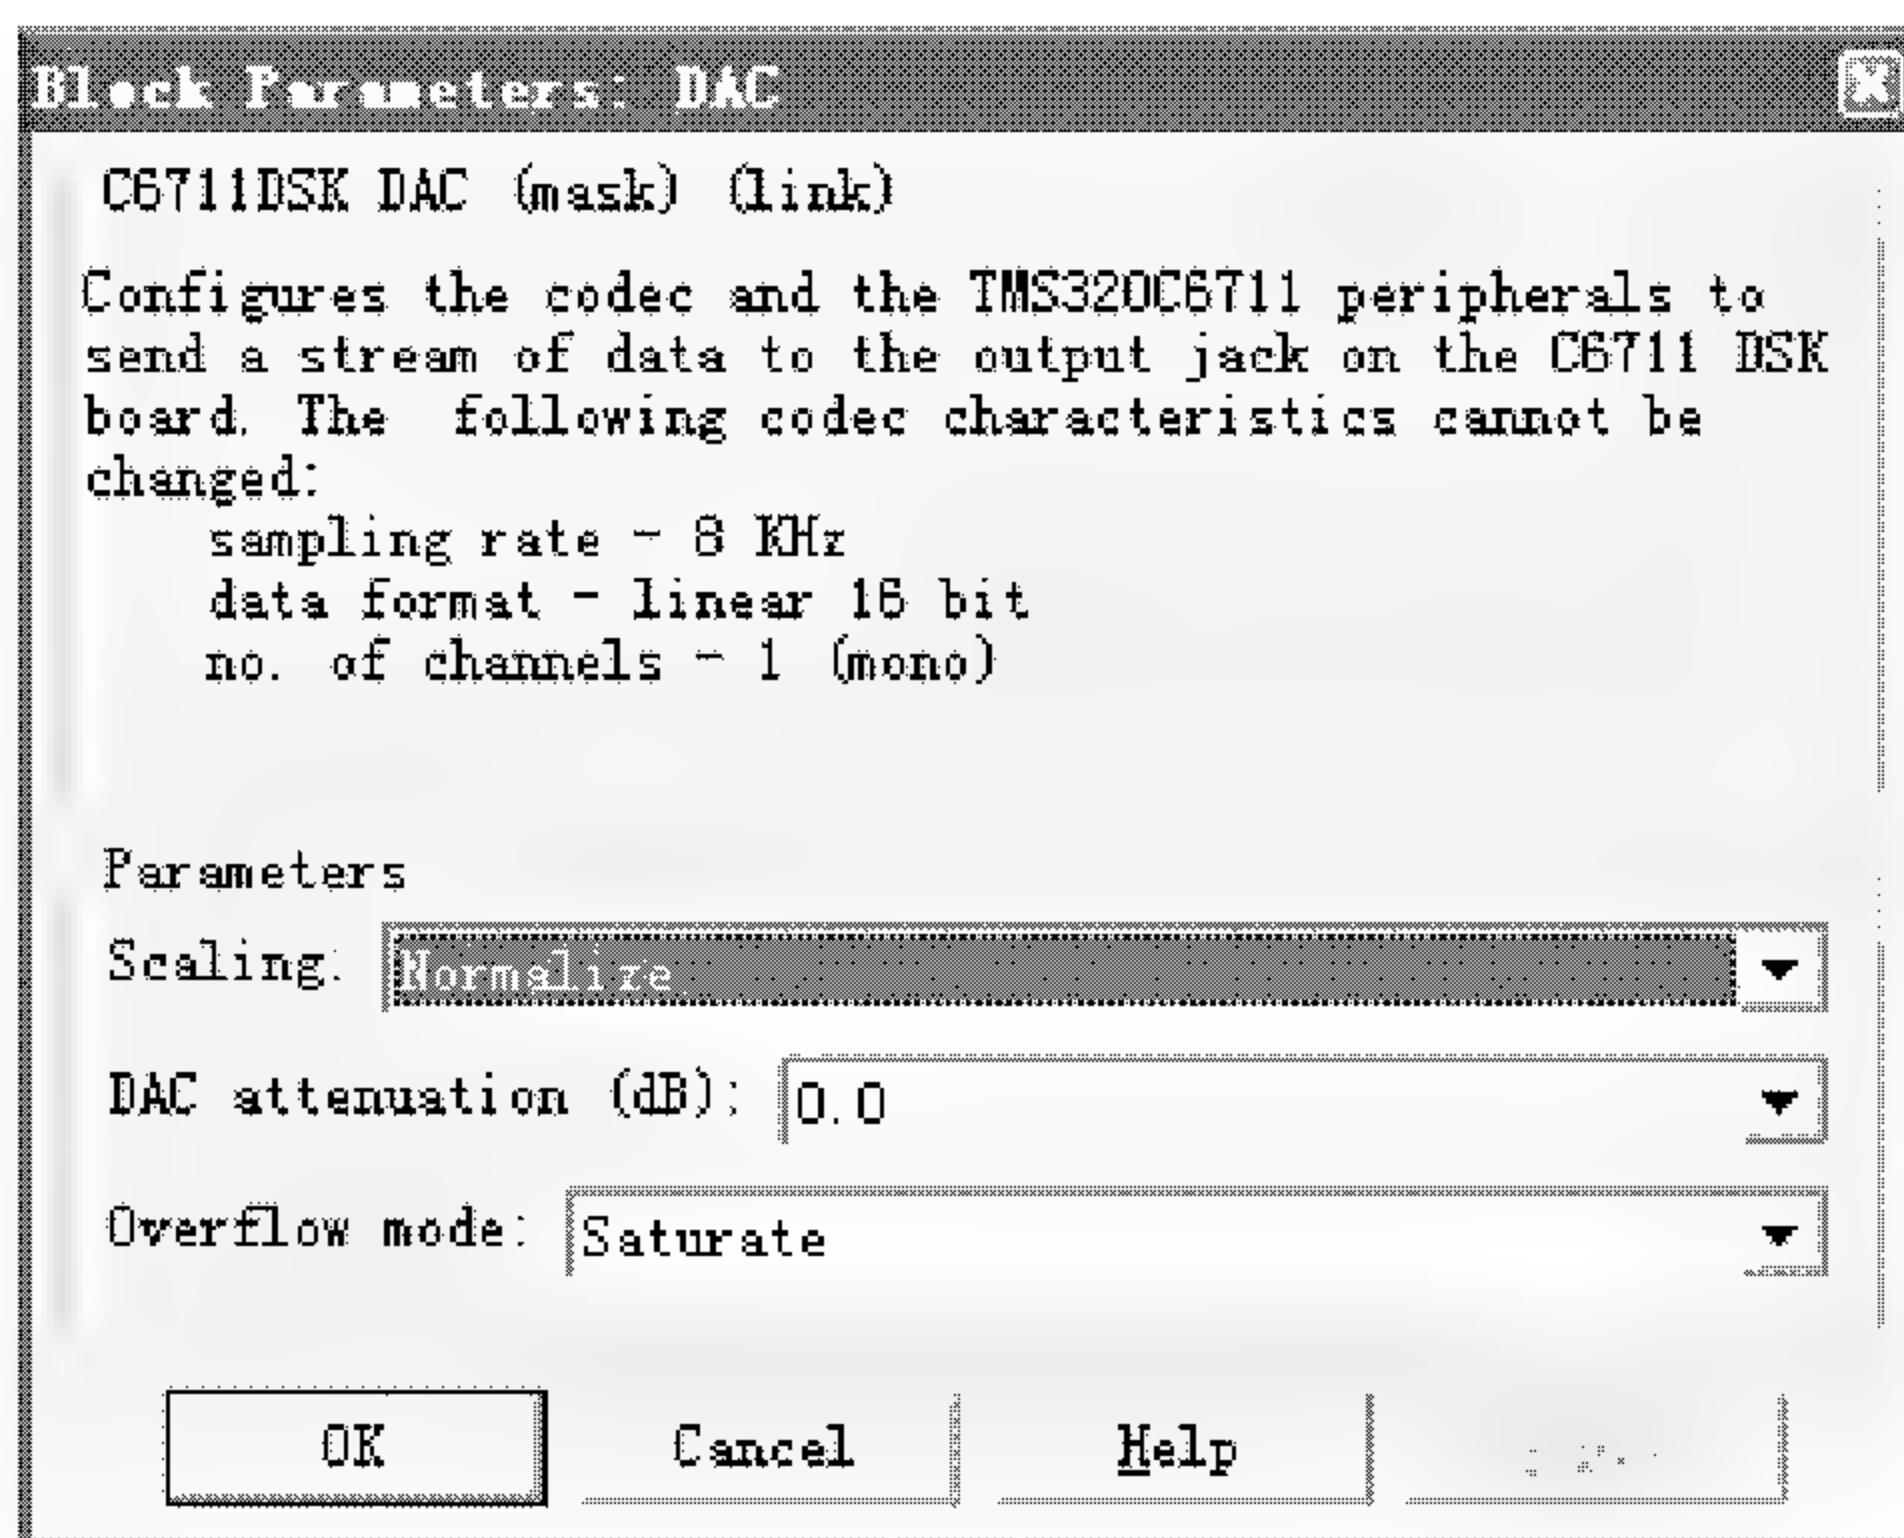 Block Parameters: DAC
C6711DSK DAC (mask) (link)
Configures the codec and the TMS320C6711 peripherals to
send a stream of data to the output jack on the C6711 DSK
board. The following codec characteristics cannot be
changed:
sampling rate - 8 KHz
data format - linear 16 bit
no. of channels - 1 (mono)
Parameters
Scaling: Normalize
DAC attenuation (dB): 0.0
Overflow mode: Saturate
OK Cancel Help